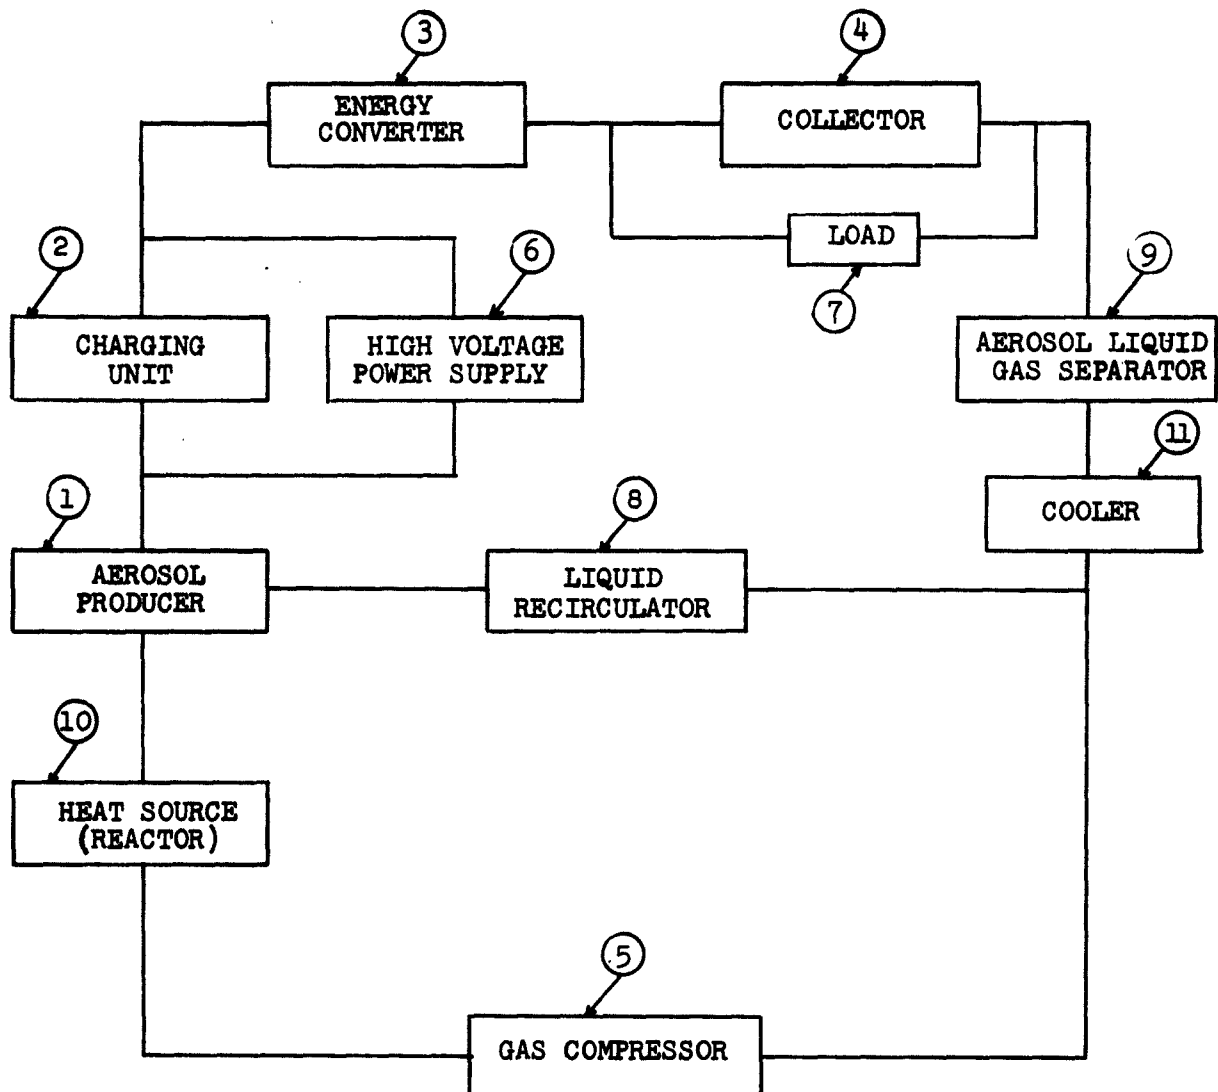 3
4
ENERGY
CONVERTER
COLLECTOR
2
6
LOAD
9
7
CHARGING
UNIT
HIGH VOLTAGE
POWER SUPPLY
AEROSOL LIQUID
GAS SEPARATOR
11
1
8
COOLER
AEROSOL
PRODUCER
LIQUID
RECIRCULATOR
10
HEAT SOURCE
(REACTOR)
5
GAS COMPRESSOR